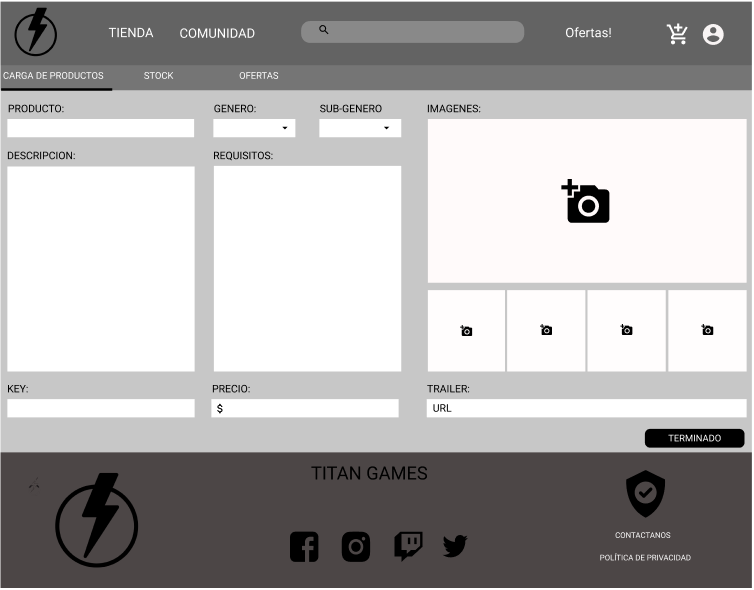 TIENDA
COMUNIDAD
Ofertas!
CARGA DE PRODUCTOS
STOCK
OFERTAS
PRODUCTO:
GENERO:
SUB-GENERO
IMAGENES:
DESCRIPCION:
REQUISITOS:
KEY:
PRECIO:
TRAILER:
$
URL
TERMINADO
TITAN GAMES
CONTACTANOS
POLÍTICA DE PRIVACIDAD